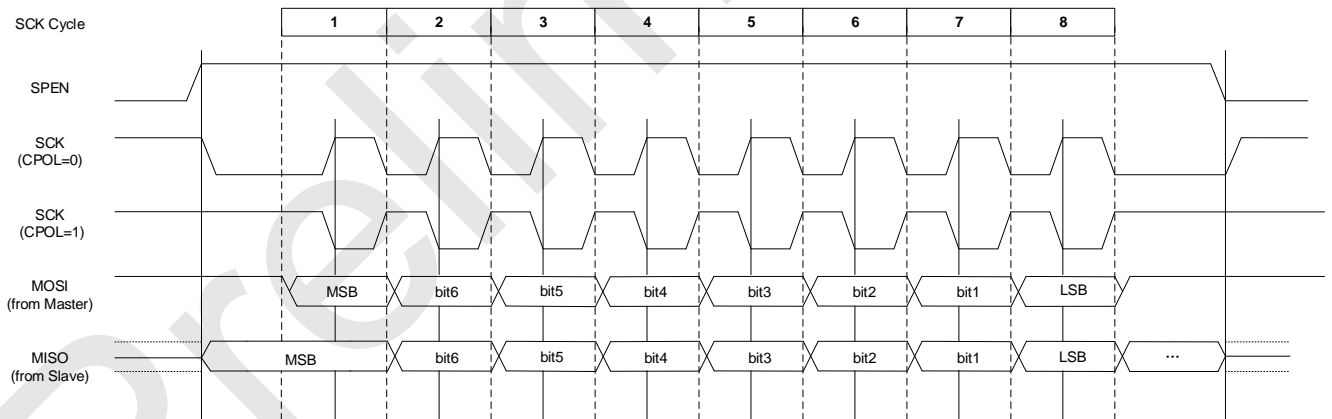 SCK Cycle 1 2 3 4 5 6 7 8
SPEN
SCK
(CPOL=0)
SCK
(CPOL=1)
MOSI
(from Master)
MSB bit6 bit5 bit4 bit3 bit2 bit1 LSB
MISO
(from Slave)
MSB bit6 bit5 bit4 bit3 bit2 bit1 LSB ...
Prelim